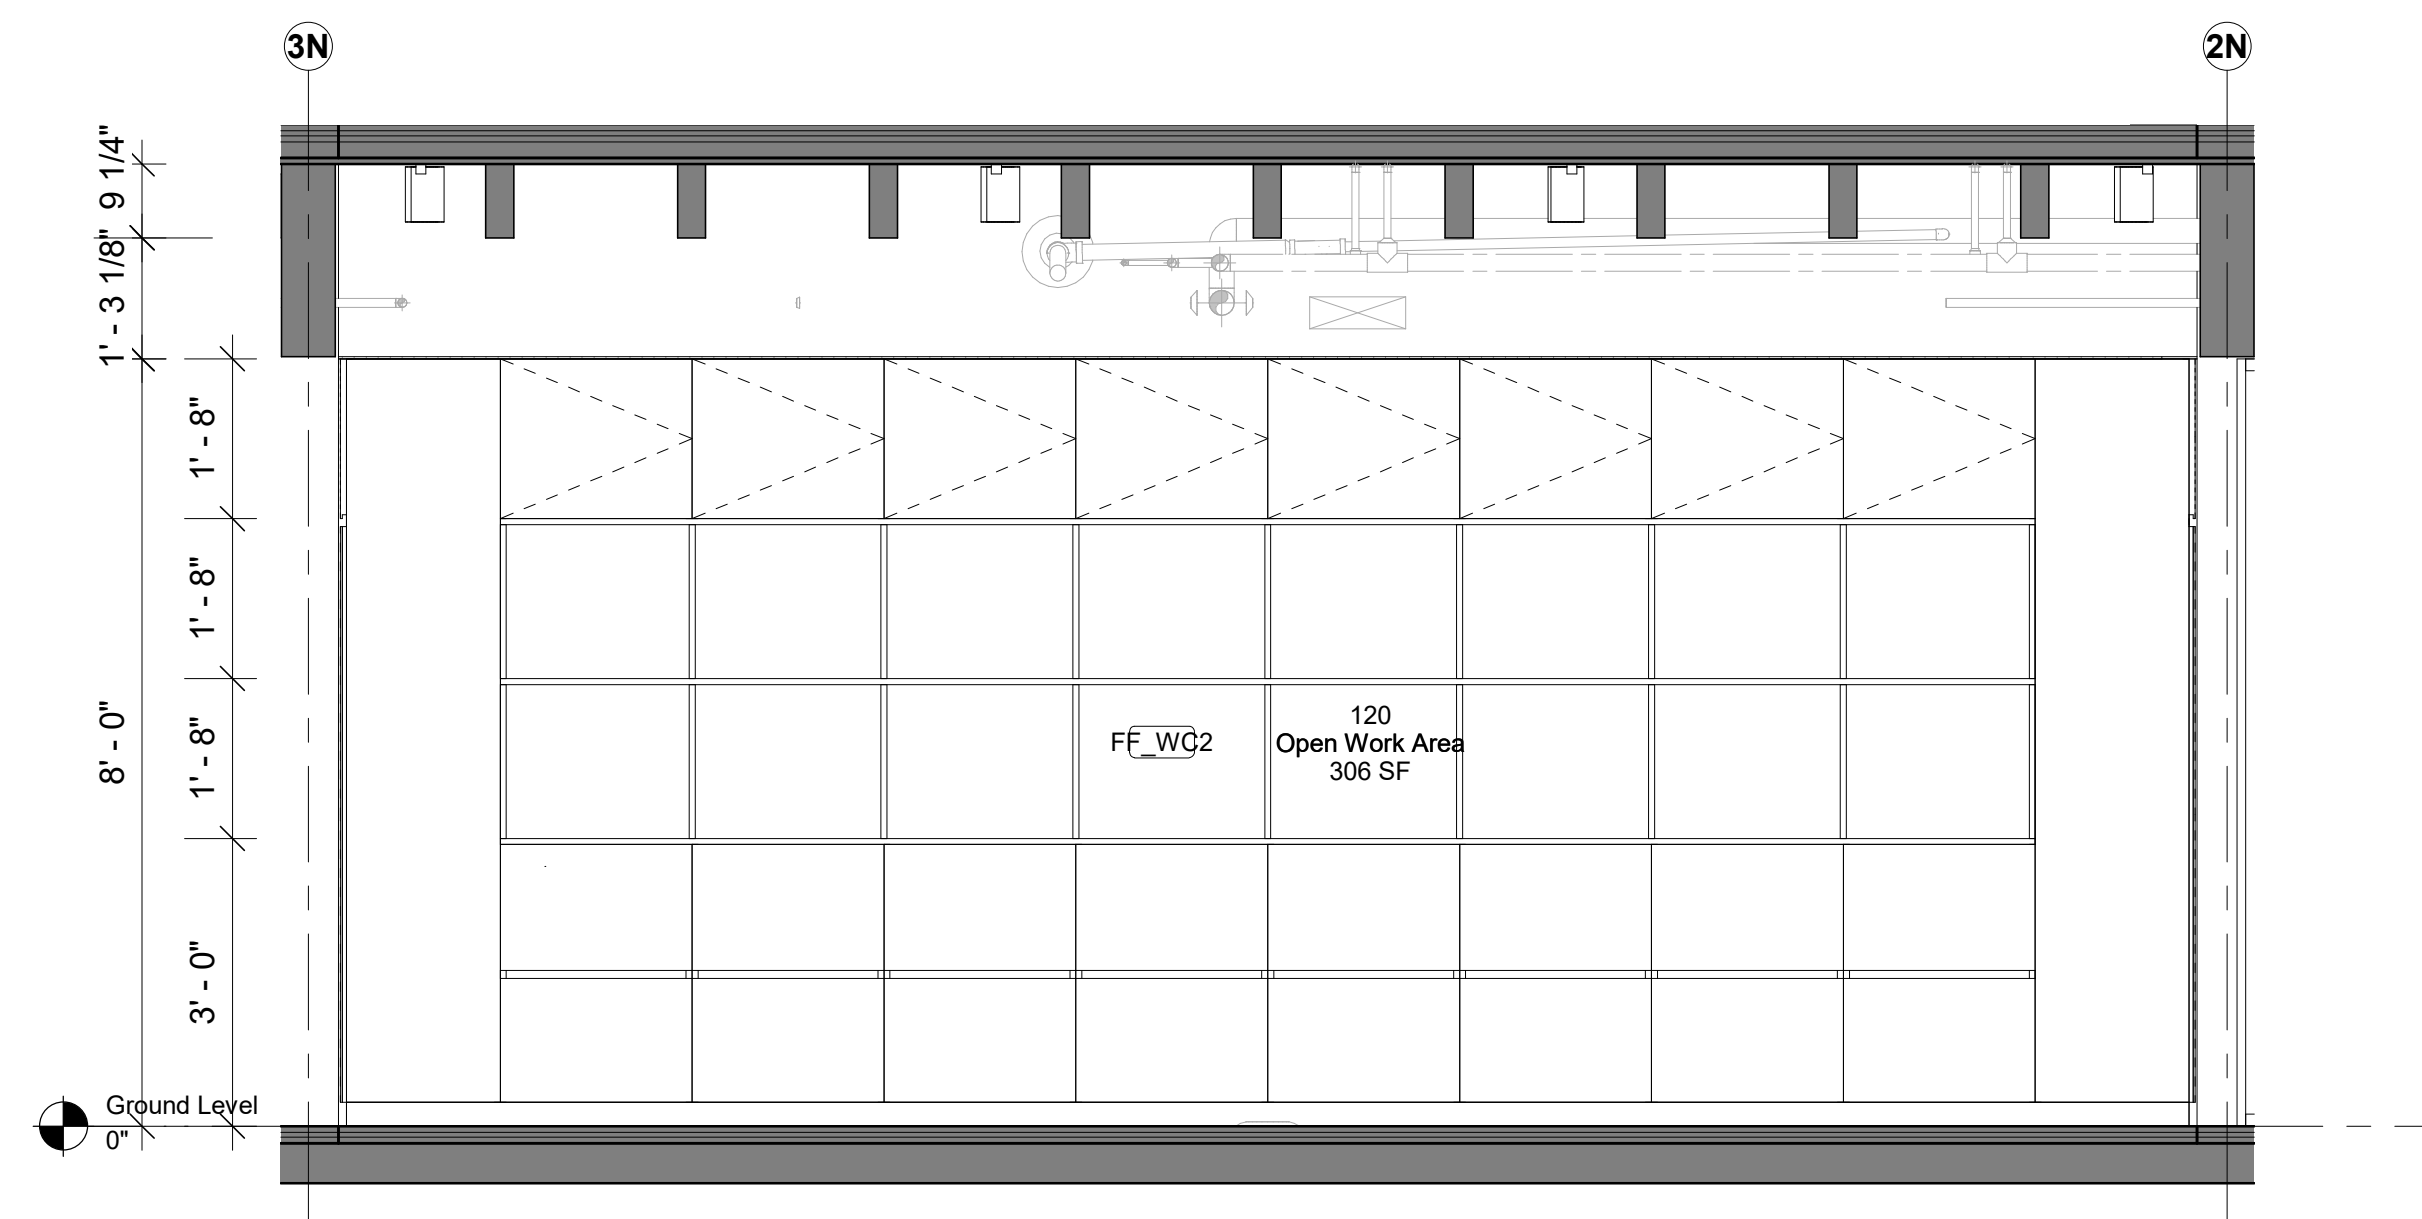 3N
2N
9 1/4"
1' - 3 1/8"
1' - 8"
1' - 8"
8' - 0"
1' - 8"
FF_WC2
120
Open Work Area
306 SF
3' - 0"
Ground Level
0"